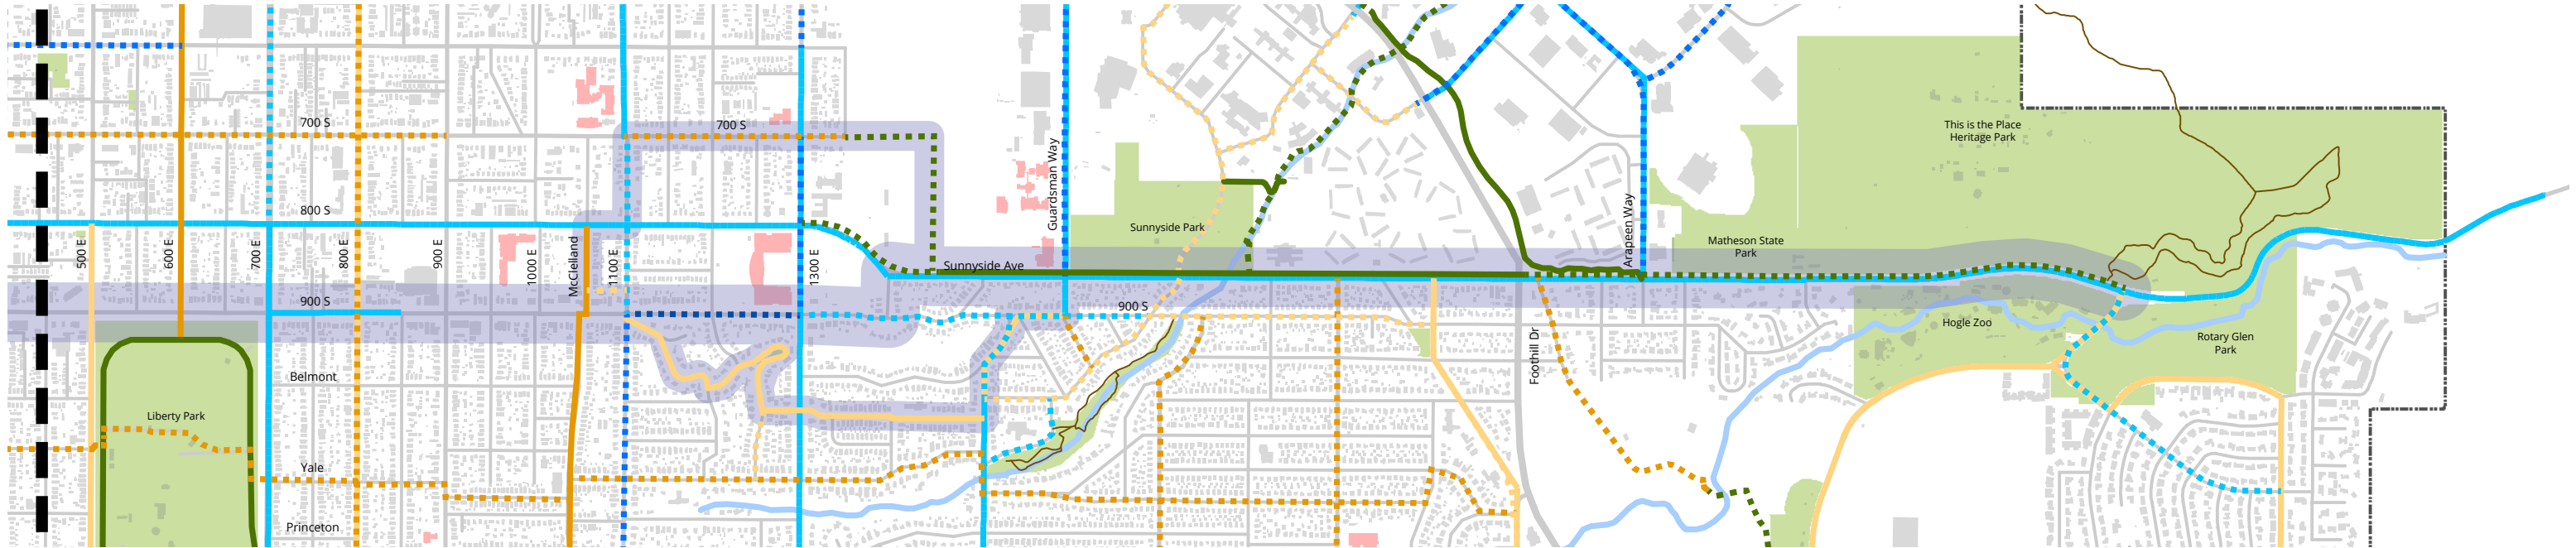 700 S
700 S
This is the Place
Heritage Park
800 S
Sunnyside Park
Guardsman Way
Arapeen Way
Matheson State
Park
500 E
600 E
700 E
800 E
900 E
1000 E
McClelland
1100 E
1300 E
Sunnyside Ave
900 S
900 S
Hogle Zoo
Rotary Glen
Park
Foothill Dr
Belmont
Liberty Park
Yale
Princeton